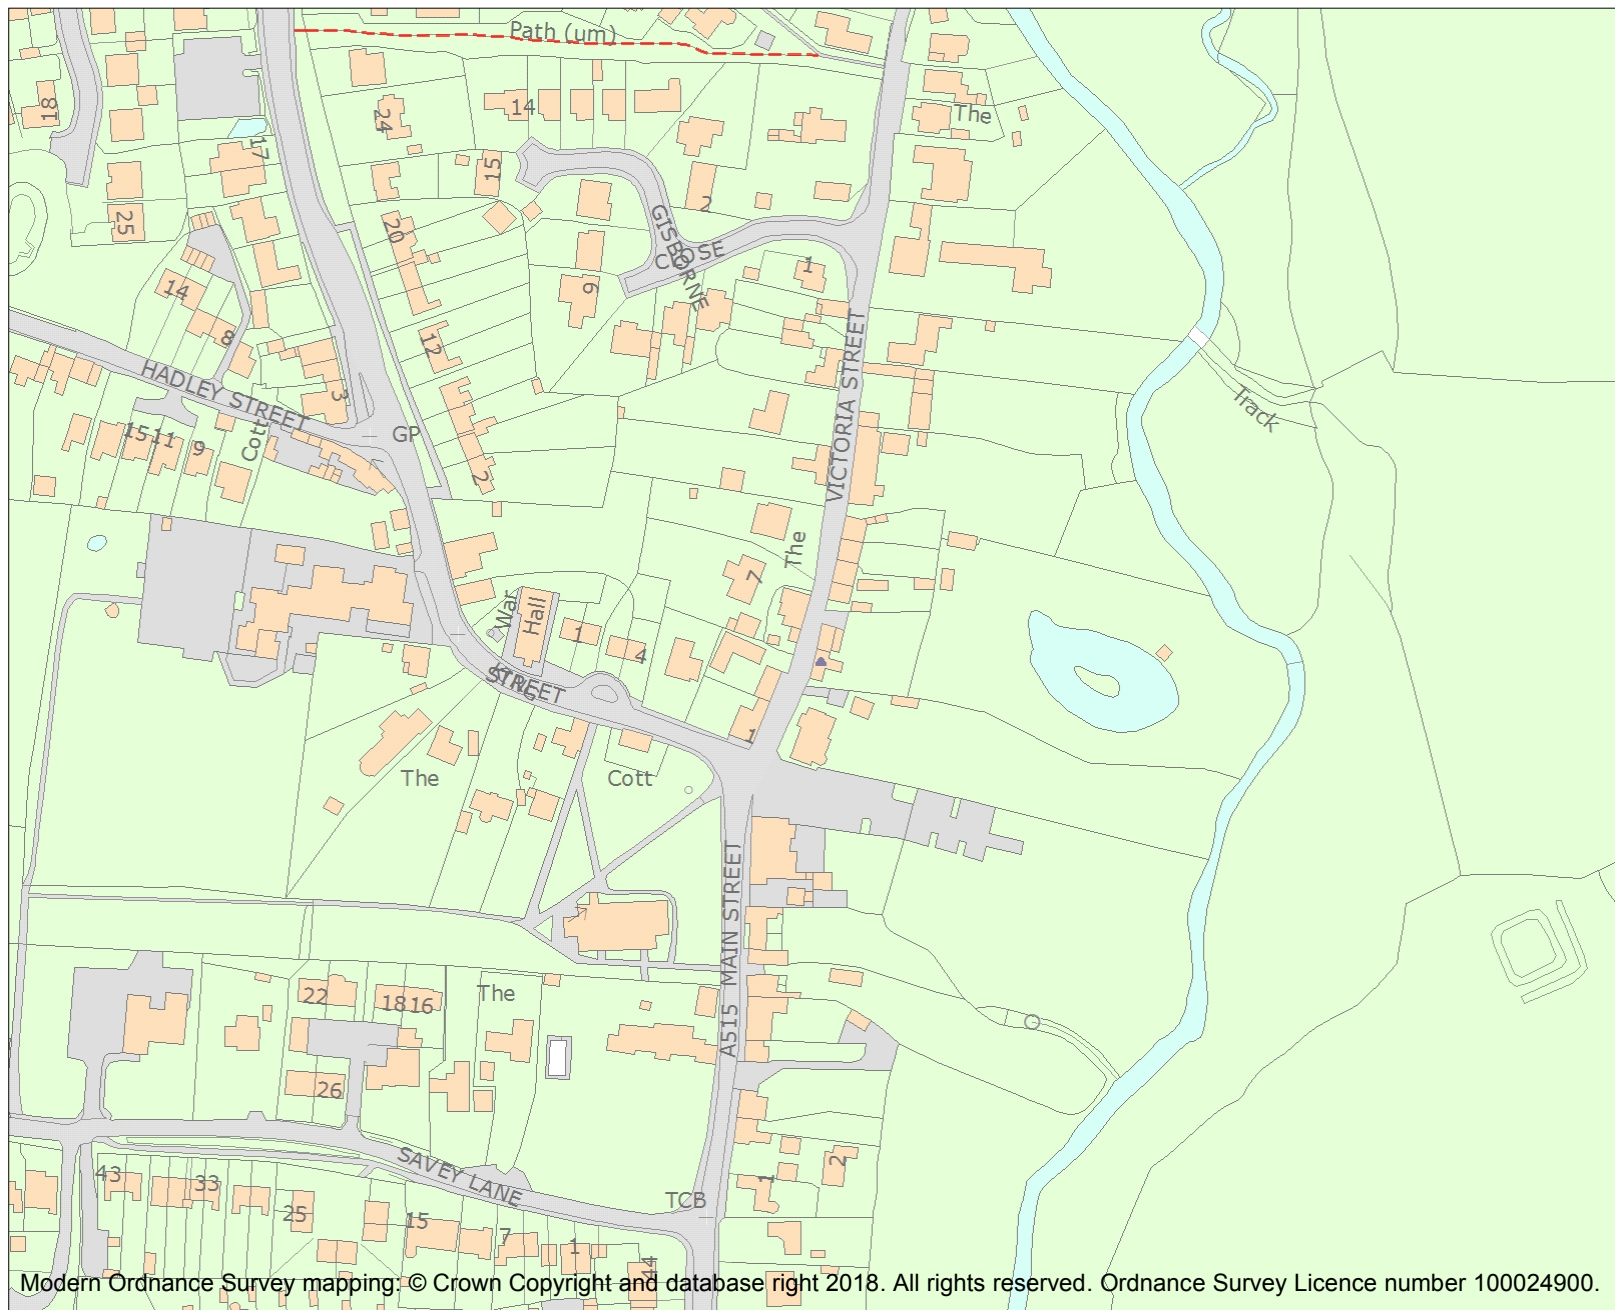 Path (um)
18
24
14
The
17
15
25
20
2
GISBORNE
CLOSE
1
14
9
8
12
HADLEY STREET
3
VICTORIA STREET
Track
15 11
9
Cott
GP
2
The
7
War
Hall
1
4
KING
STREET
1
The
Cott
A515 MAIN STREET
22
18 16
The
26
SAVEY LANE
43
33
25
TCB
1
2
15
7
1
44
Modern Ordnance Survey mapping: © Crown Copyright and database right 2018. All rights reserved. Ordnance Survey Licence number 100024900.